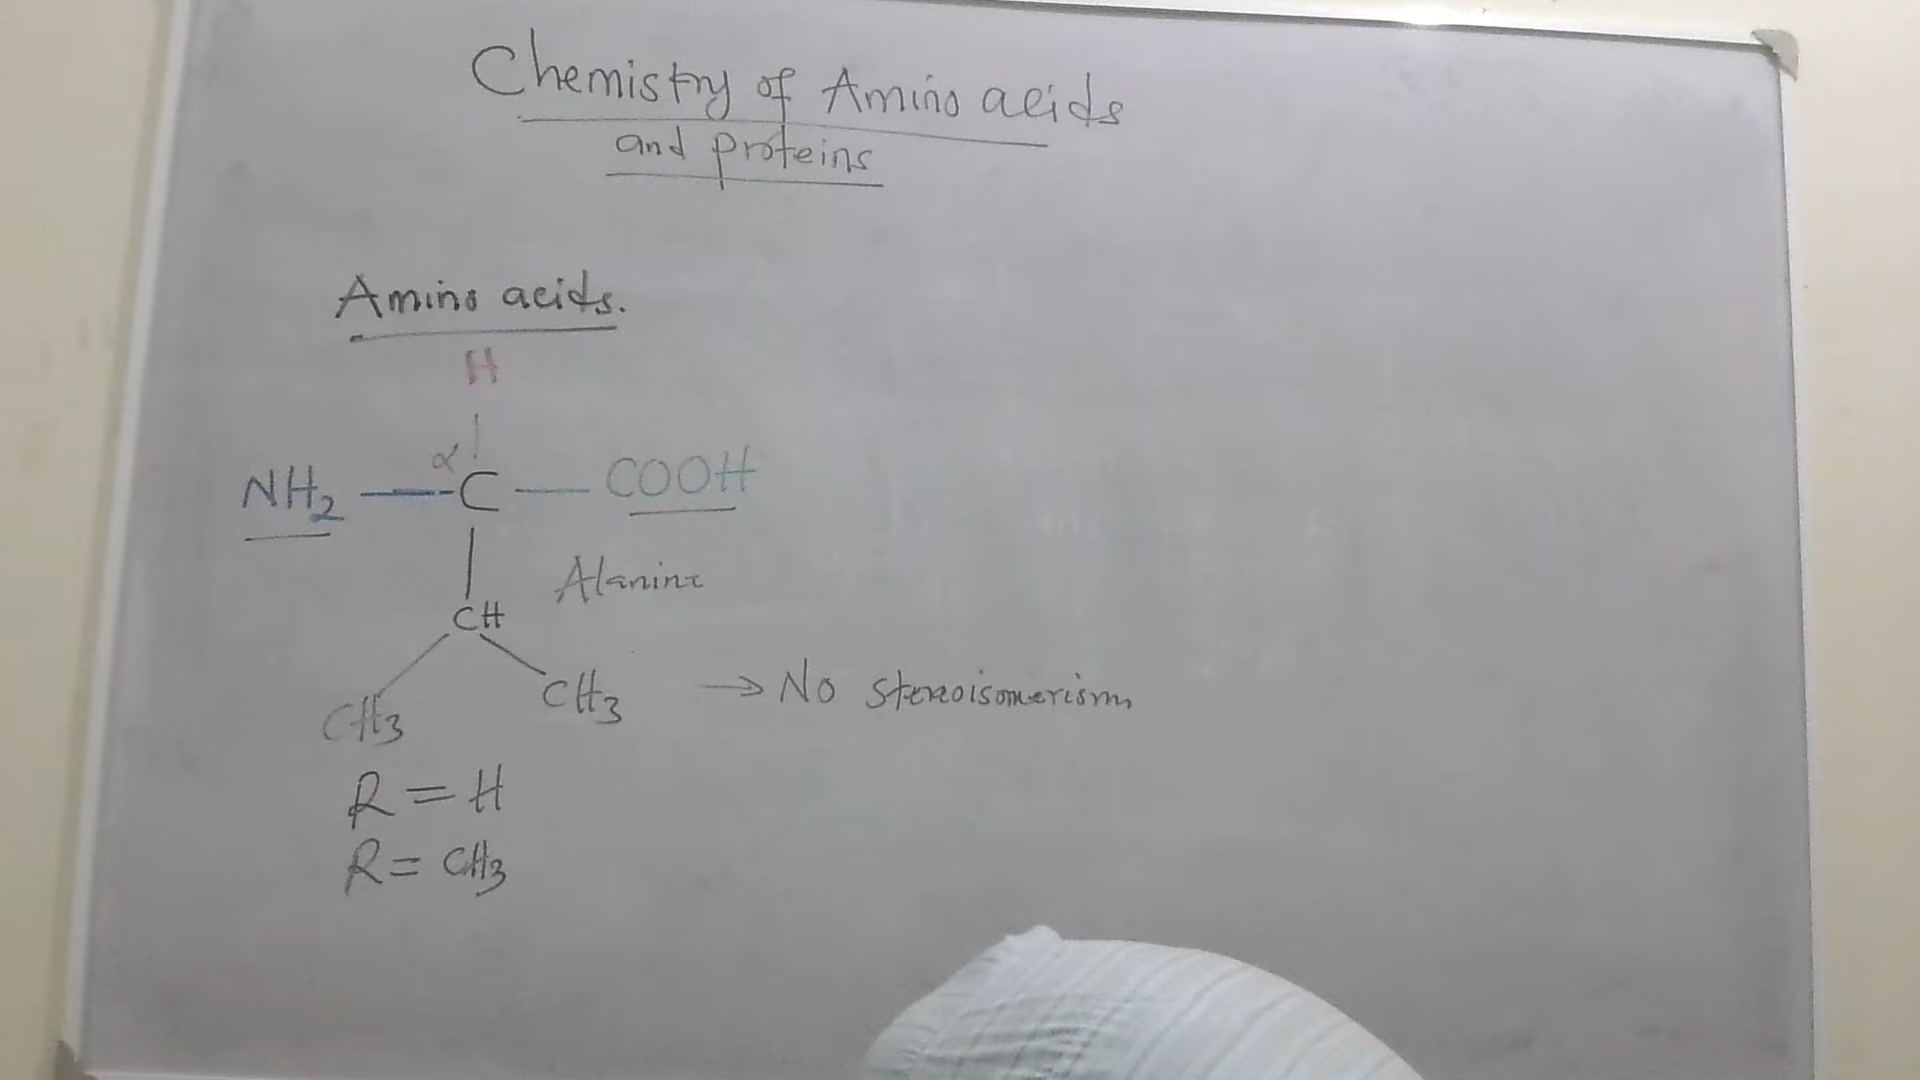 Chemistry of Amino acids
and proteins
Amino acids.
H
α
NH2 — C — COOH
Alanine
CH
CH3 CH3 → No stereoisomerism
R = H
R = CH3